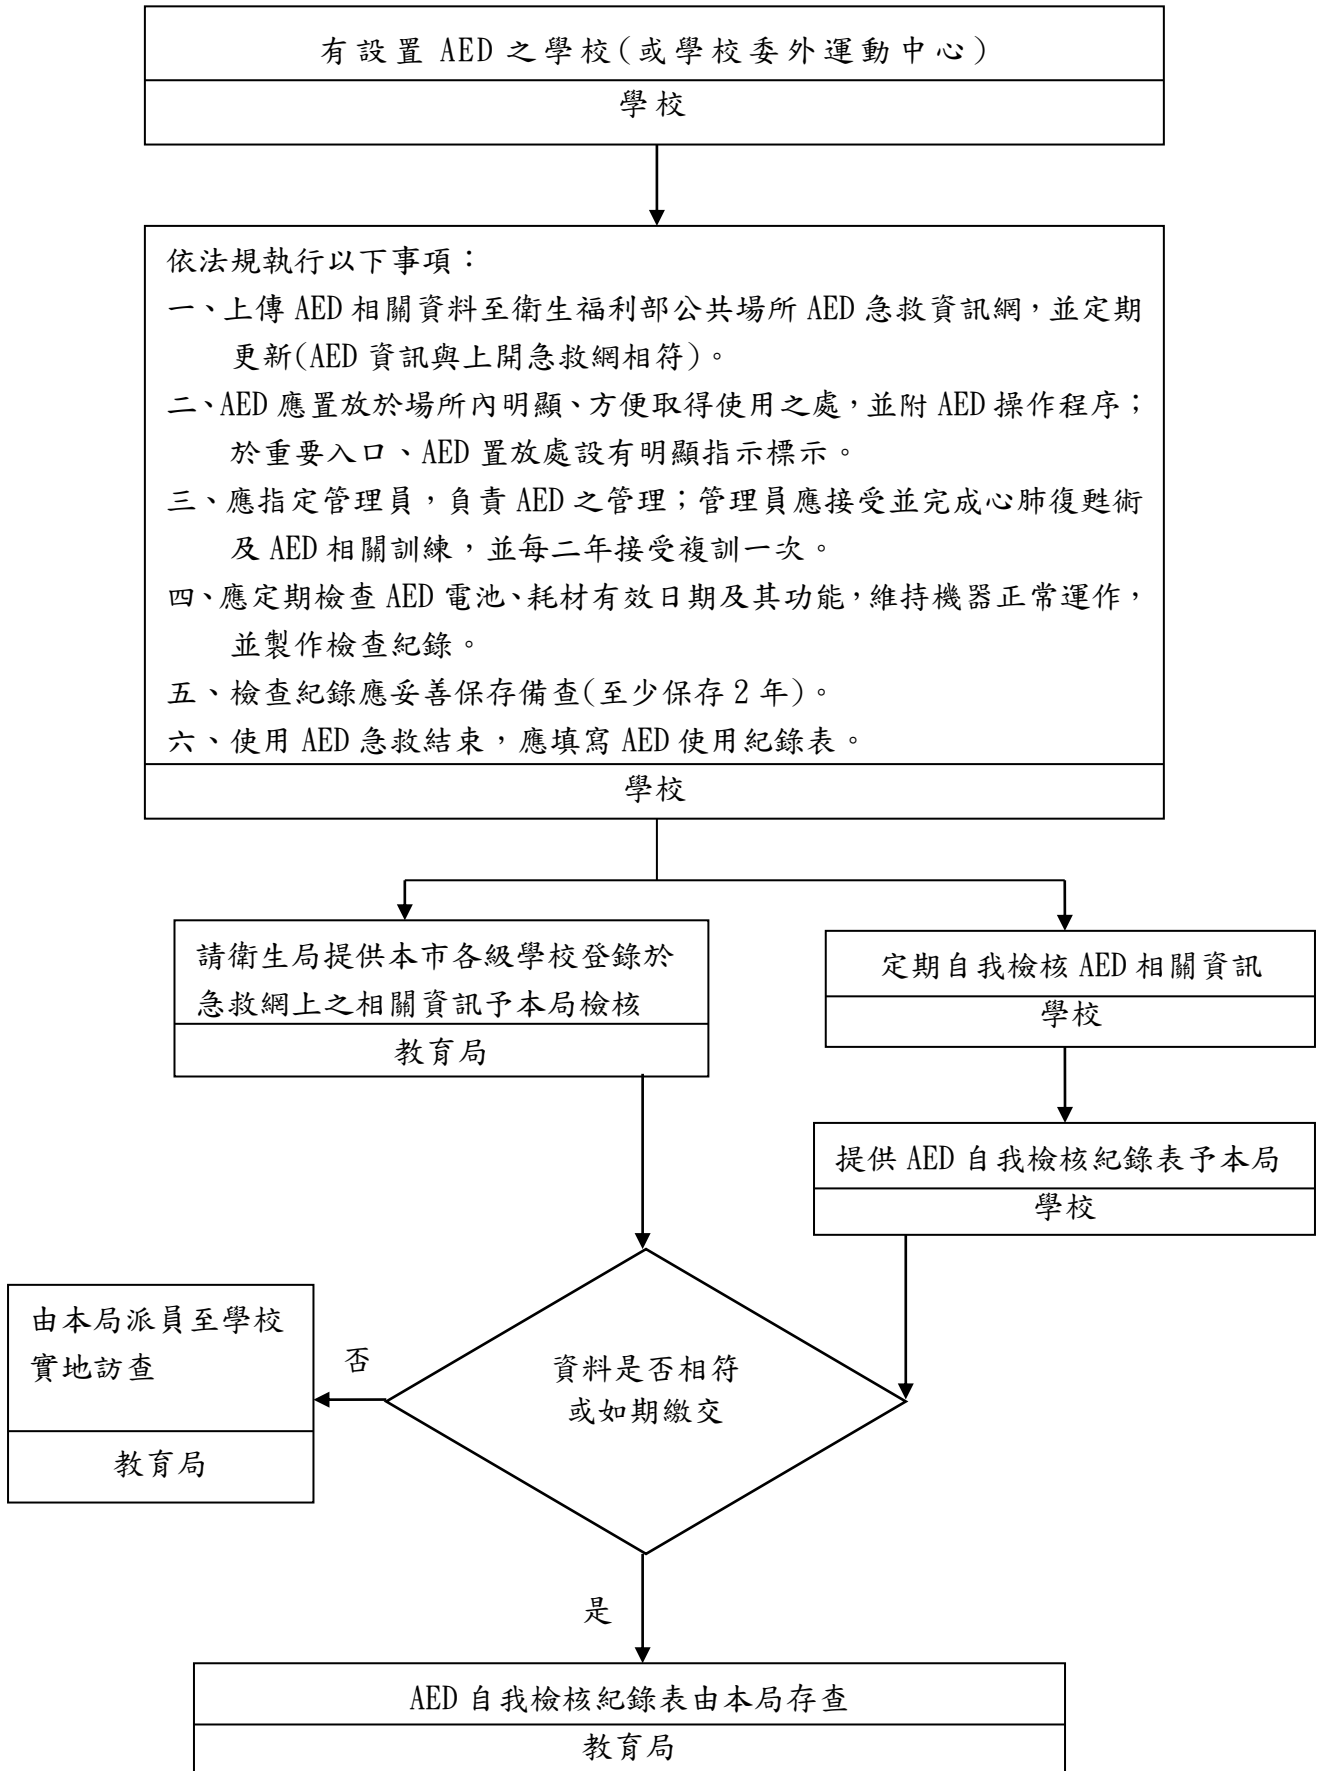 有設置 AED 之學校(或學校委外運動中心)
學校
依法規執行以下事項：
一、上傳 AED 相關資料至衛生福利部公共場所 AED 急救資訊網，並定期
更新(AED 資訊與上開急救網相符)。
二、AED 應置放於場所內明顯、方便取得使用之處，並附 AED 操作程序；
於重要入口、AED 置放處設有明顯指示標示。
三、應指定管理員，負責 AED 之管理；管理員應接受並完成心肺復甦術
及 AED 相關訓練，並每二年接受複訓一次。
四、應定期檢查 AED 電池、耗材有效日期及其功能，維持機器正常運作，
並製作檢查紀錄。
五、檢查紀錄應妥善保存備查(至少保存 2 年)。
六、使用 AED 急救結束，應填寫 AED 使用紀錄表。
學校
請衛生局提供本市各級學校登錄於
急救網上之相關資訊予本局檢核
教育局
定期自我檢核 AED 相關資訊
學校
提供 AED 自我檢核紀錄表予本局
學校
資料是否相符
或如期繳交
否
由本局派員至學校
實地訪查
教育局
是
AED 自我檢核紀錄表由本局存查
教育局